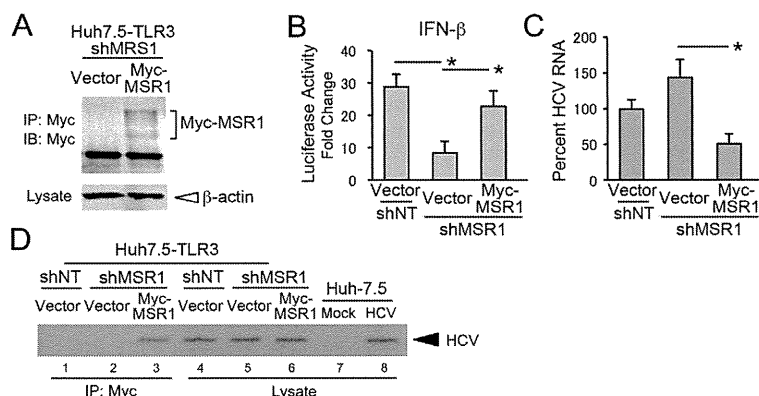 A
Huh7.5-TLR3
shMRS1
Vector Myc-
MSR1
IP: Myc
IB: Myc
Myc-MSR1
Lysate
β-actin
B
IFN-β
Luciferase Activity
Fold Change
40
30
20
10
0
*
*
Vector
Vector
Myc-
MSR1
shNT
shMSR1
C
Percent HCV RNA
200
150
100
50
0
*
Vector
Vector
Myc-
MSR1
shNT
shMSR1
D
Huh7.5-TLR3
shNT shMSR1 shNT shMSR1 Huh-7.5
Vector Vector Myc-
MSR1 Vector Vector Myc-
MSR1 Mock HCV
HCV
1 2 3 4 5 6 7 8
IP: Myc Lysate